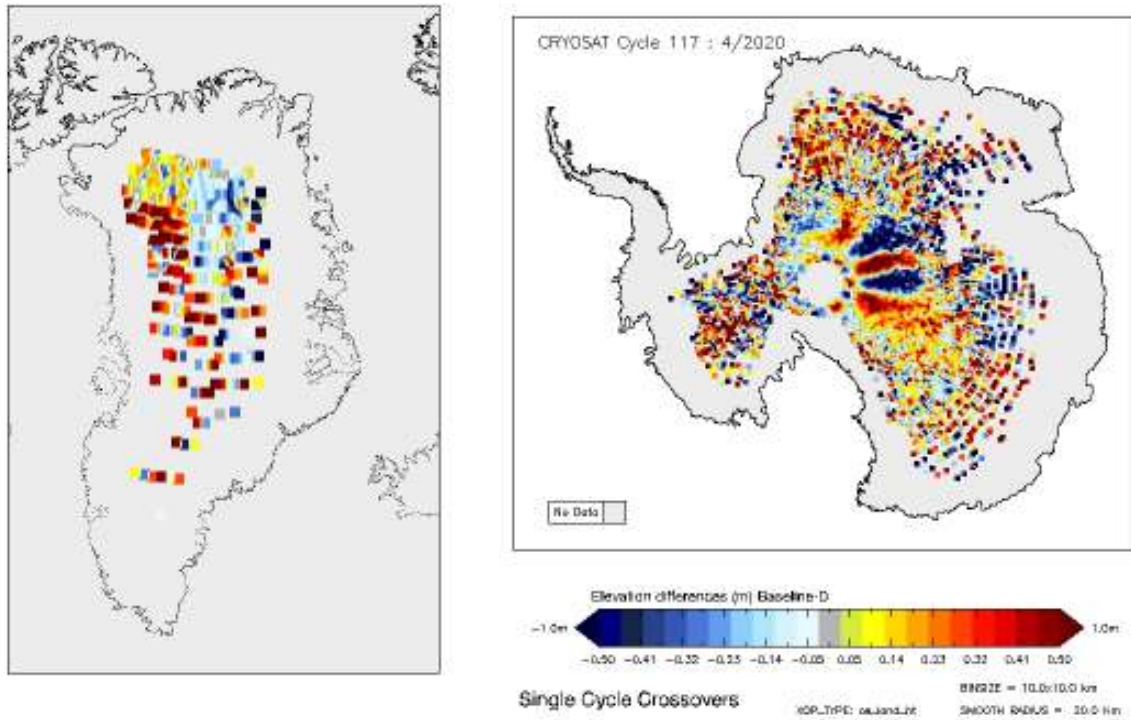 CRYOSAT Cycle 117 : 4/2020
No Data
Elevation differences (m) Baseline-D
-1.0m
1.0m
-0.50 -0.41 -0.32 -0.23 -0.14 -0.05 0.05 0.14 0.23 0.32 0.41 0.50
Single Cycle Crossovers
XOP_TYPE:
BINSIZE = 10.0x10.0 km
SMOOTH RADIUS = 20.0 Km